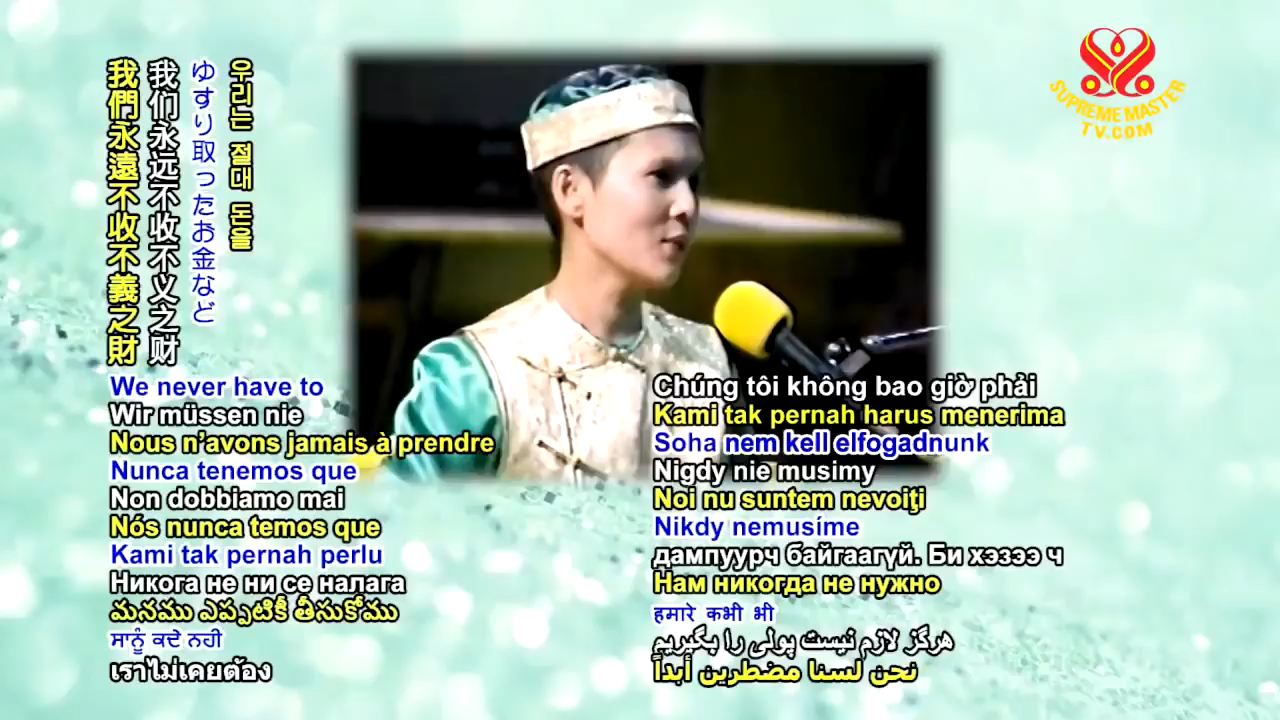 SUPREME MASTER
TV.COM
우리는 절대 돈을
ゆすり取ったお金など
我们永远不收不义之财
我們永遠不收不義之財
We never have to
Wir müssen nie
Nous n'avons jamais à prendre
Nunca tenemos que
Non dobbiamo mai
Nós nunca temos que
Kami tak pernah perlu
Никога не ни се налага
మనము ఎప్పటికీ తీసుకోము
ਸਾਨੂੰ ਕਦੇ ਨਹੀ
เราไม่เคยต้อง
Chúng tôi không bao giờ phải
Kami tak pernah harus menerima
Soha nem kell elfogadnunk
Nigdy nie musimy
Noi nu suntem nevoiţi
Nikdy nemusíme
дампуурч байгаагүй. Би хэзээ ч
Нам никогда не нужно
हमारे कभी भी
هرگز لازم نیست پولی را بگیریم
نحن لسنا مضطرين أبداً